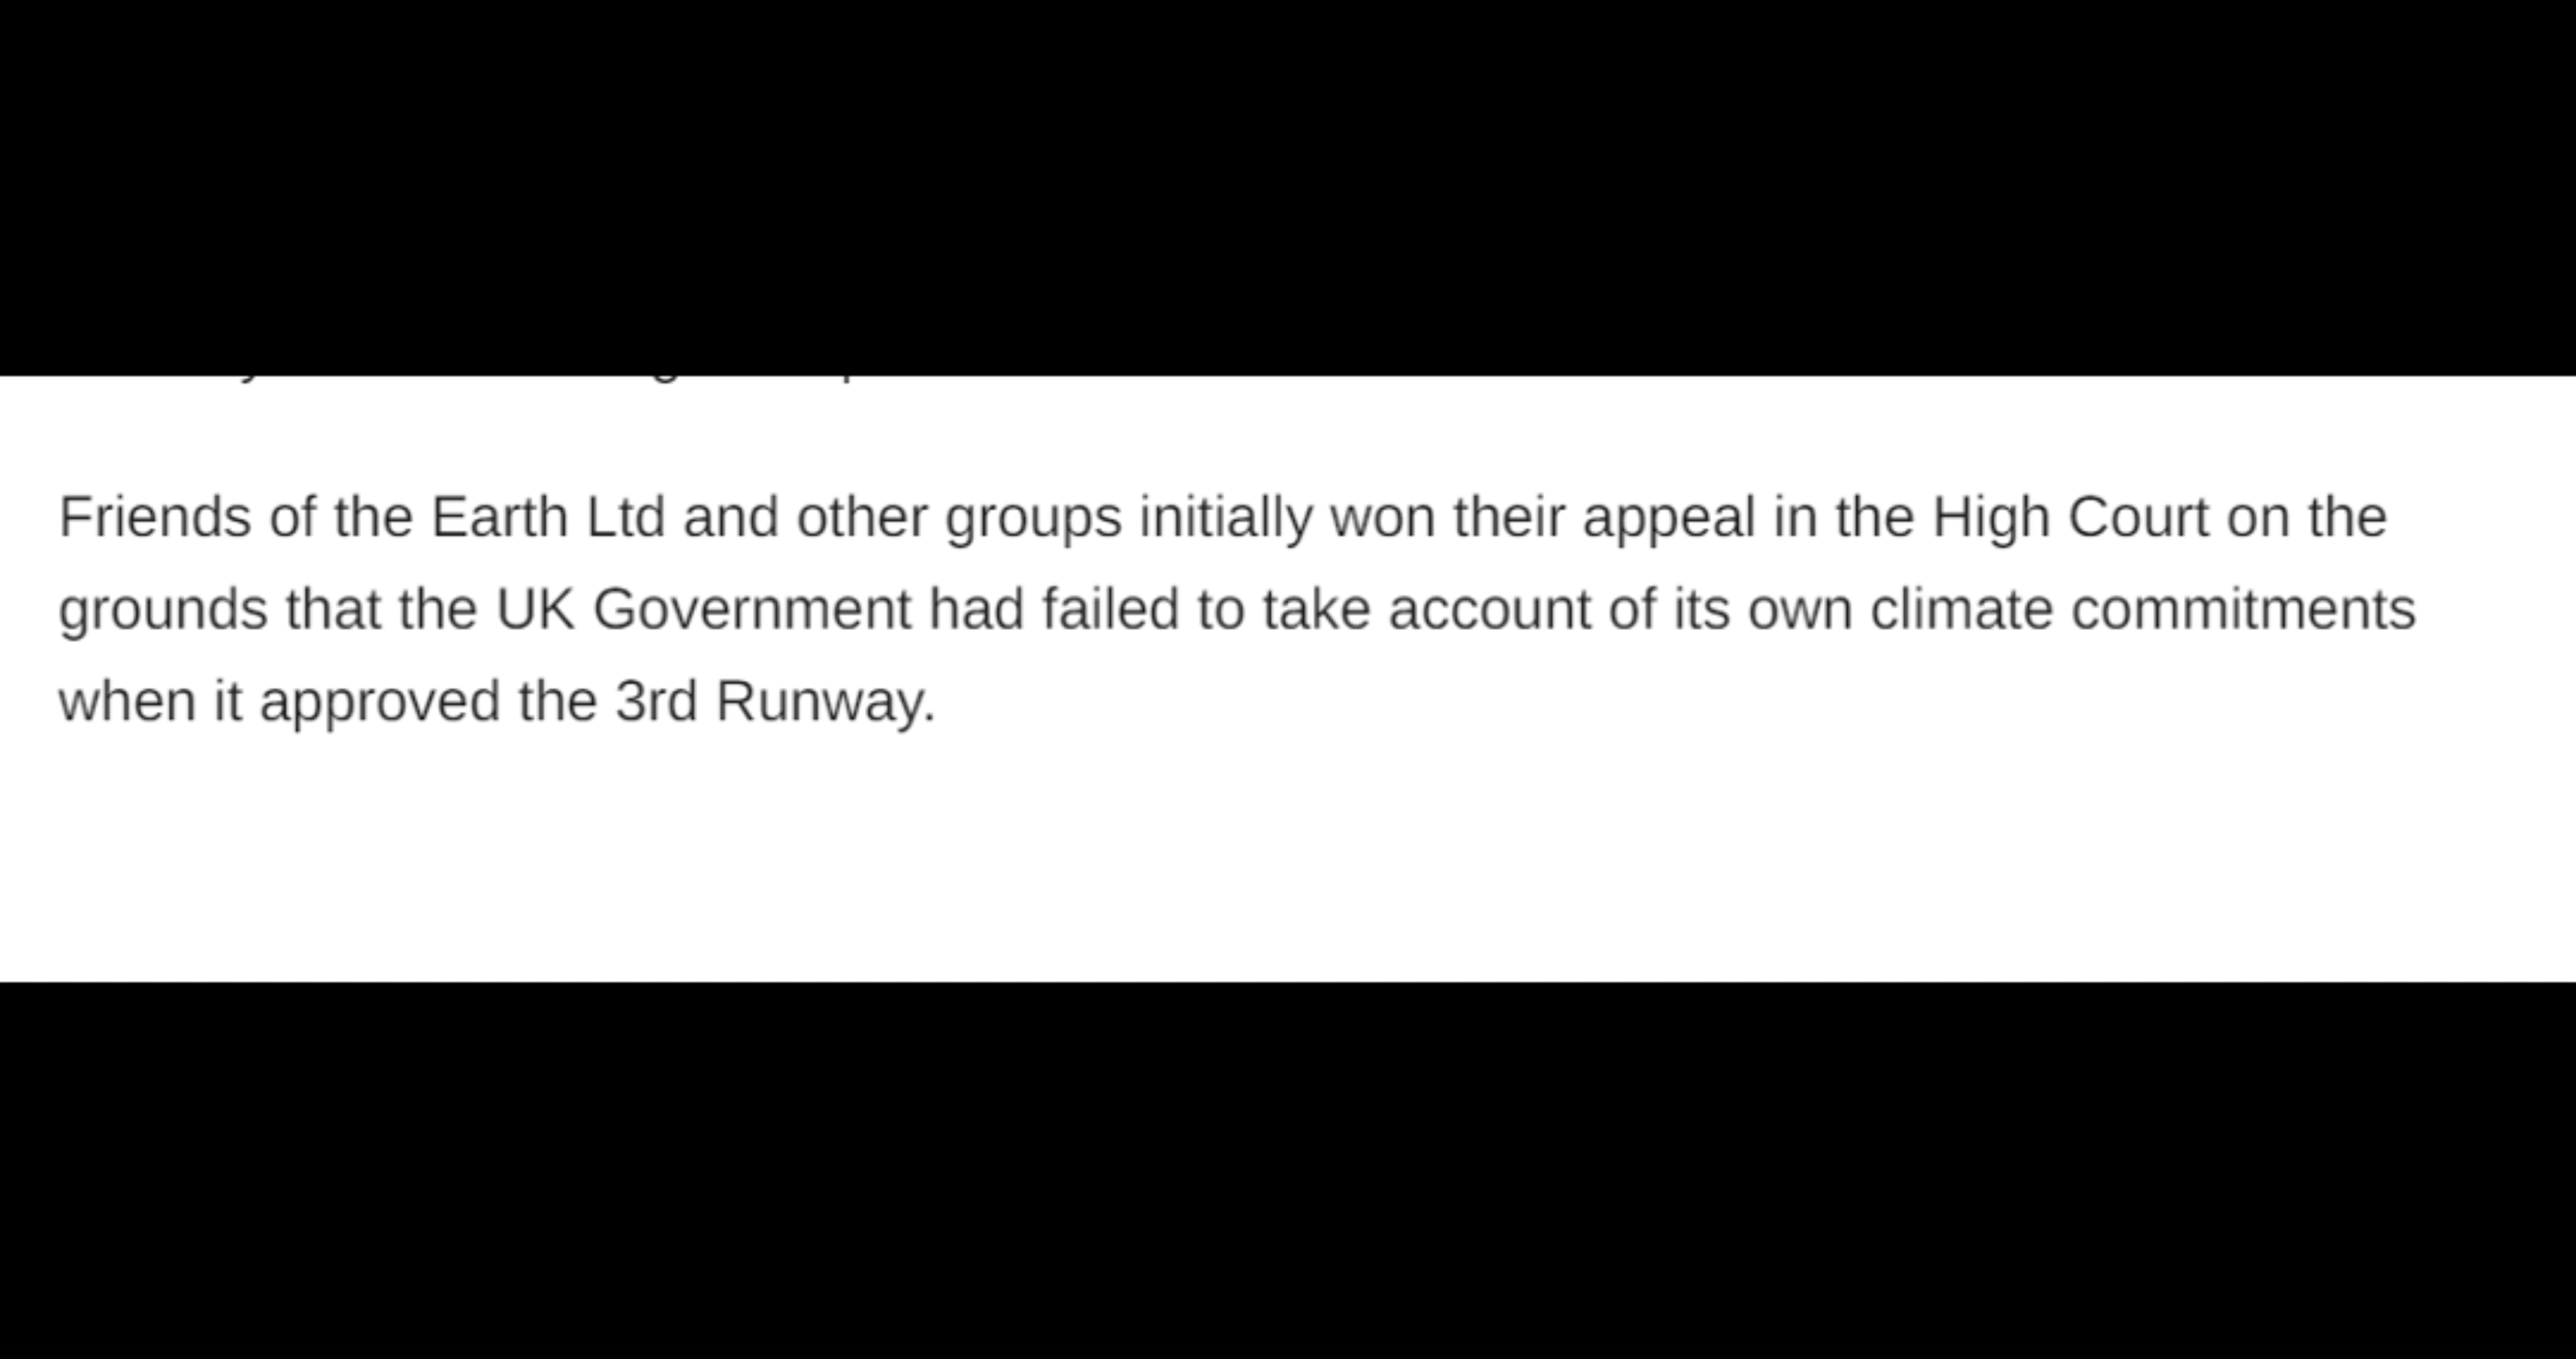 Friends of the Earth Ltd and other groups initially won their appeal in the High Court on the
grounds that the UK Government had failed to take account of its own climate commitments
when it approved the 3rd Runway.